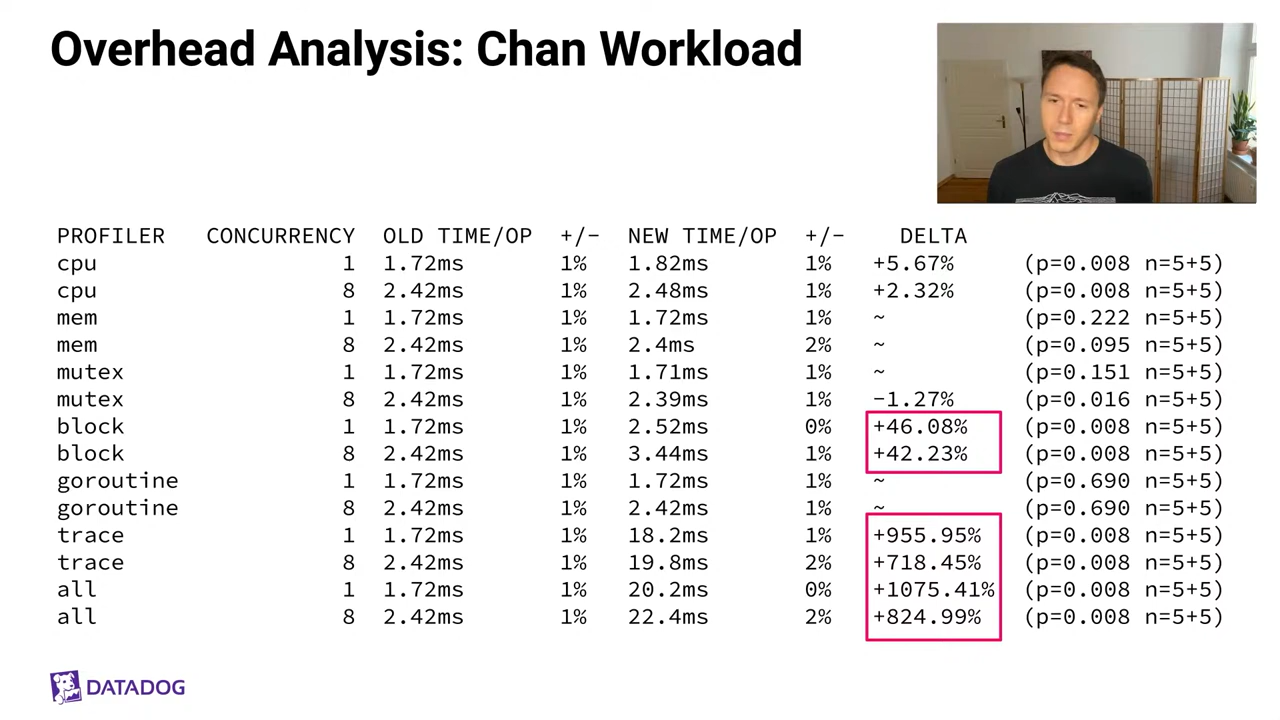 Overhead Analysis: Chan Workload
PROFILER CONCURRENCY OLD TIME/OP +/- NEW TIME/OP +/- DELTA
cpu 1 1.72ms 1% 1.82ms 1% +5.67% (p=0.008 n=5+5)
cpu 8 2.42ms 1% 2.48ms 1% +2.32% (p=0.008 n=5+5)
mem 1 1.72ms 1% 1.72ms 1% ~ (p=0.222 n=5+5)
mem 8 2.42ms 1% 2.4ms 2% ~ (p=0.095 n=5+5)
mutex 1 1.72ms 1% 1.71ms 1% ~ (p=0.151 n=5+5)
mutex 8 2.42ms 1% 2.39ms 1% -1.27% (p=0.016 n=5+5)
block 1 1.72ms 1% 2.52ms 0% +46.08% (p=0.008 n=5+5)
block 8 2.42ms 1% 3.44ms 1% +42.23% (p=0.008 n=5+5)
goroutine 1 1.72ms 1% 1.72ms 1% ~ (p=0.690 n=5+5)
goroutine 8 2.42ms 1% 2.42ms 1% ~ (p=0.690 n=5+5)
trace 1 1.72ms 1% 18.2ms 1% +955.95% (p=0.008 n=5+5)
trace 8 2.42ms 1% 19.8ms 2% +718.45% (p=0.008 n=5+5)
all 1 1.72ms 1% 20.2ms 0% +1075.41% (p=0.008 n=5+5)
all 8 2.42ms 1% 22.4ms 2% +824.99% (p=0.008 n=5+5)
DATADOG